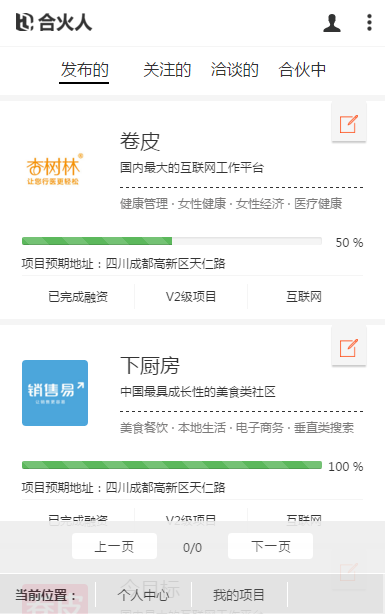 合火人
发布的 关注的 洽谈的 合伙中
卷皮
国内最大的互联网工作平台
杏树林®
让您行医更轻松
健康管理 · 女性健康 · 女性经济 · 医疗健康
50 %
项目预期地址：四川成都高新区天仁路
已完成融资 V2级项目 互联网
下厨房
中国最具成长性的美食类社区
销售易
美食餐饮 · 本地生活 · 电子商务 · 垂直类搜索
100 %
项目预期地址：四川成都高新区天仁路
已完成融资 V2级项目 互联网
上一页 0/0 下一页
今目标
卷皮
当前位置： 个人中心 我的项目